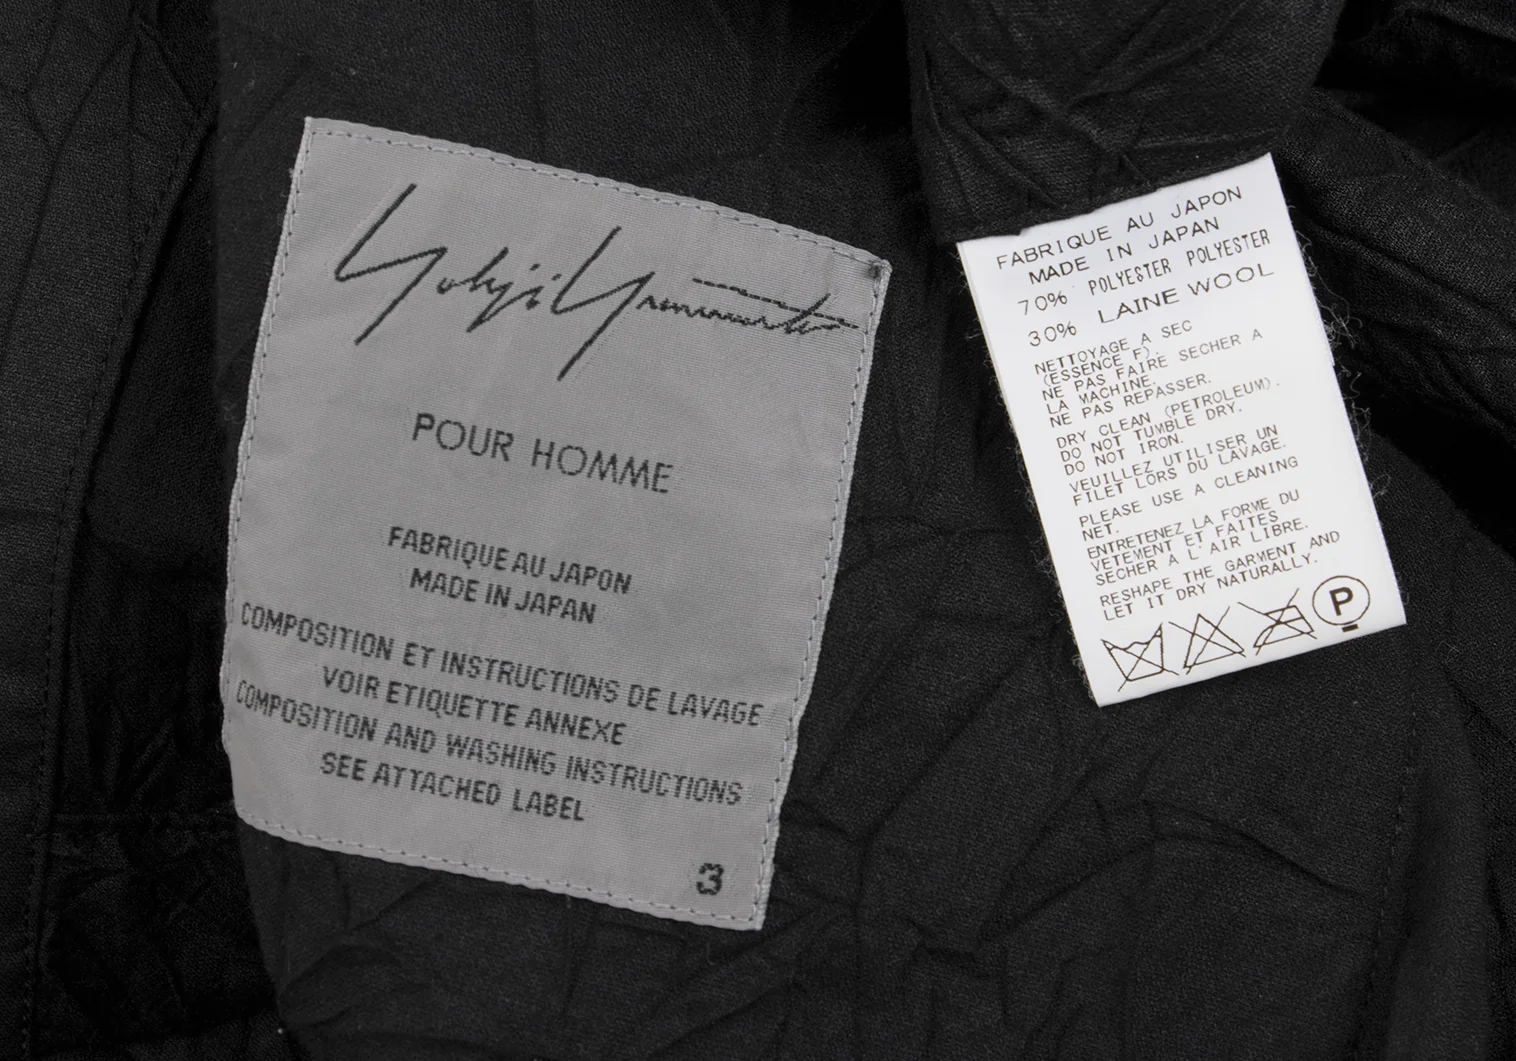 Yohji Yamamoto
POUR HOMME
FABRIQUE AU JAPON
MADE IN JAPAN
COMPOSITION ET INSTRUCTIONS DE LAVAGE
VOIR ETIQUETTE ANNEXE
COMPOSITION AND WASHING INSTRUCTIONS
SEE ATTACHED LABEL
3
FABRIQUE AU JAPON
MADE IN JAPAN
70% POLYESTER POLYESTER
30% LAINE WOOL
NETTOYAGE A SEC
(ESSENCE F).
NE PAS FAIRE SECHER A
LA MACHINE.
NE PAS REPASSER.
DRY CLEAN (PETROLEUM).
DO NOT TUMBLE DRY.
DO NOT IRON.
VEUILLEZ UTILISER UN
FILET LORS DU LAVAGE.
PLEASE USE A CLEANING
NET.
ENTRETENEZ LA FORME DU
VETEMENT ET FAITES
SECHER A L'AIR LIBRE.
RESHAPE THE GARMENT AND
LET IT DRY NATURALLY.
P